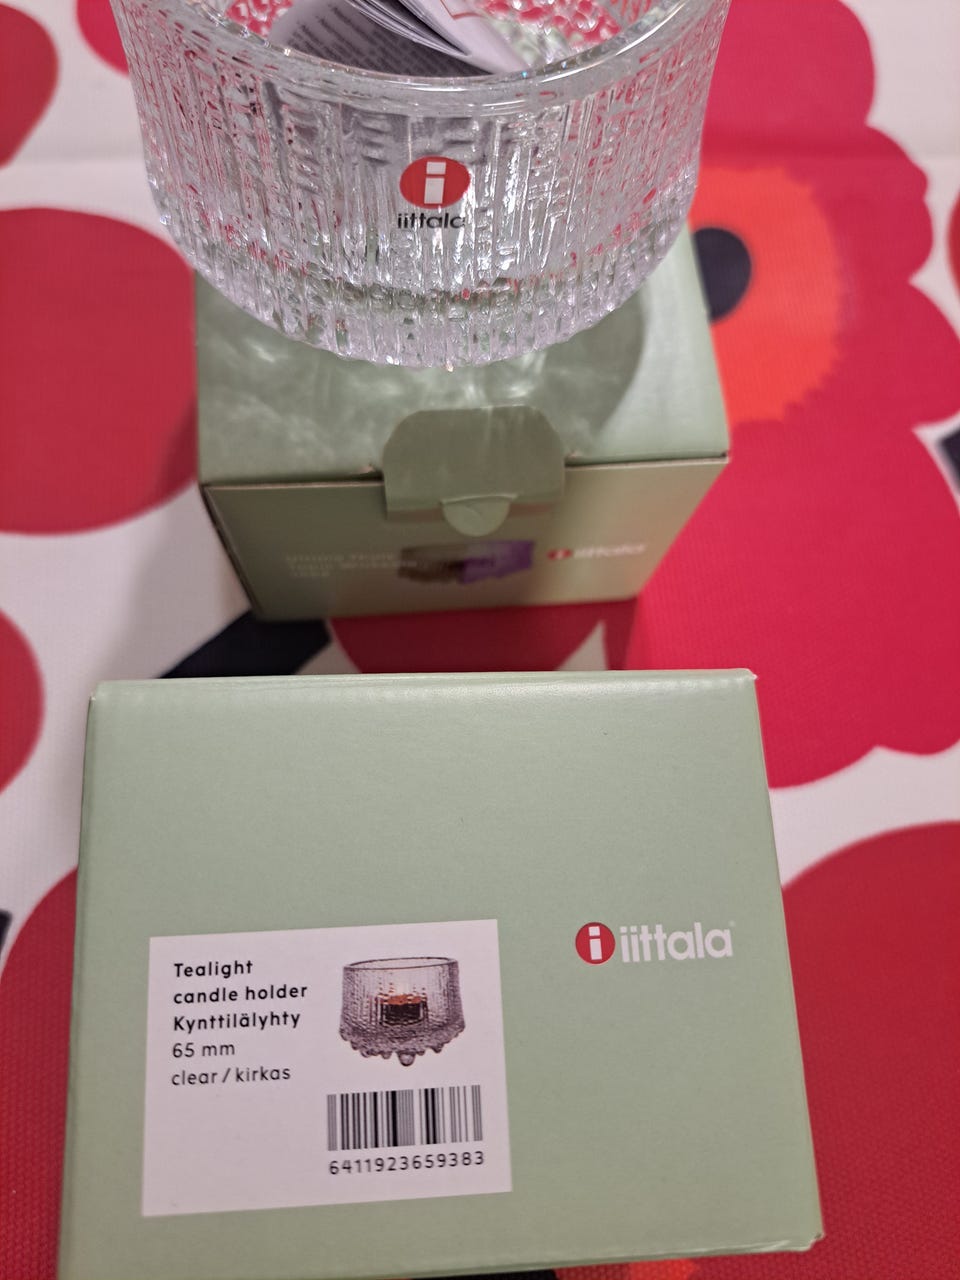 iittala
iittala
iittala
Tealight
candle holder
Kynttilälyhty
65 mm
clear / kirkas
6411923659383